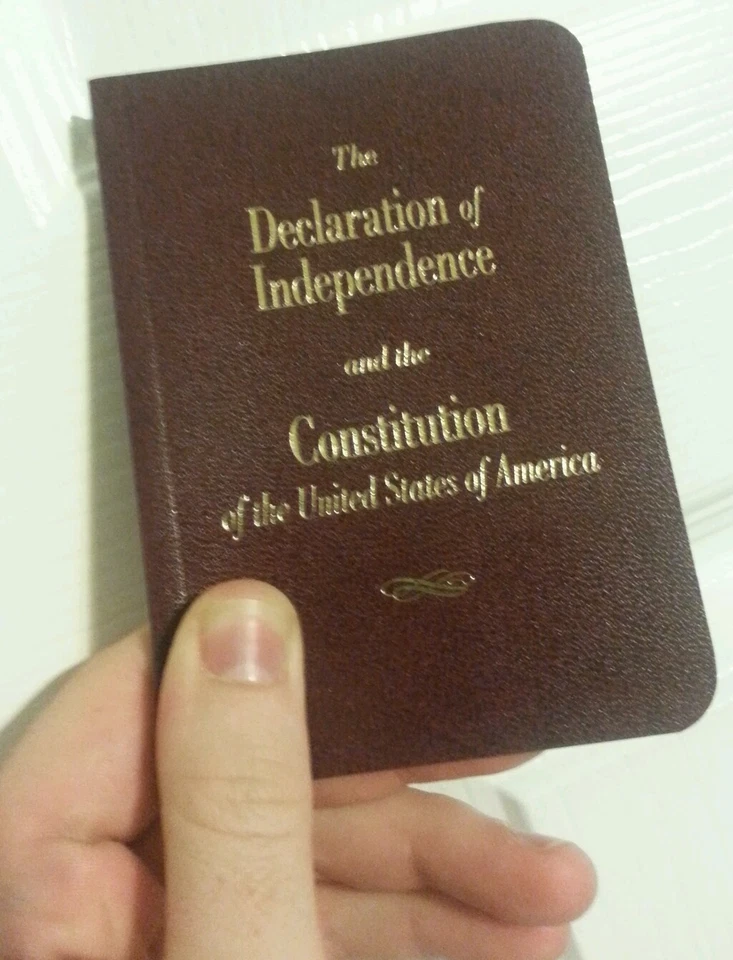 The
Declaration of
Independence
and the
Constitution
of the United States of America